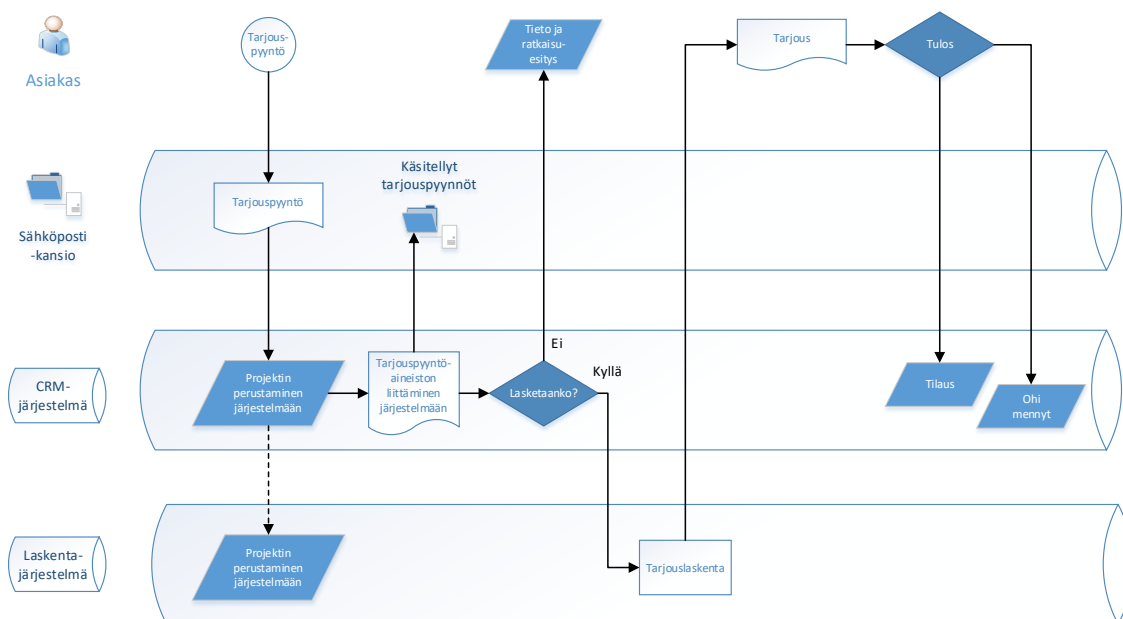 Asiakas
Tarjous-
pyyntö
Tieto ja
ratkaisu-
esitys
Tarjous
Tulos
Sähköposti
-kansio
Tarjouspyyntö
Käsitellyt
tarjouspyynnöt
CRM-
järjestelmä
Projektin
perustaminen
järjestelmään
Tarjouspyyntö-
aineiston
liittäminen
järjestelmään
Lasketaanko?
Ei
Kyllä
Tilaus
Ohi
mennyt
Laskenta-
järjestelmä
Projektin
perustaminen
järjestelmään
Tarjouslaskenta